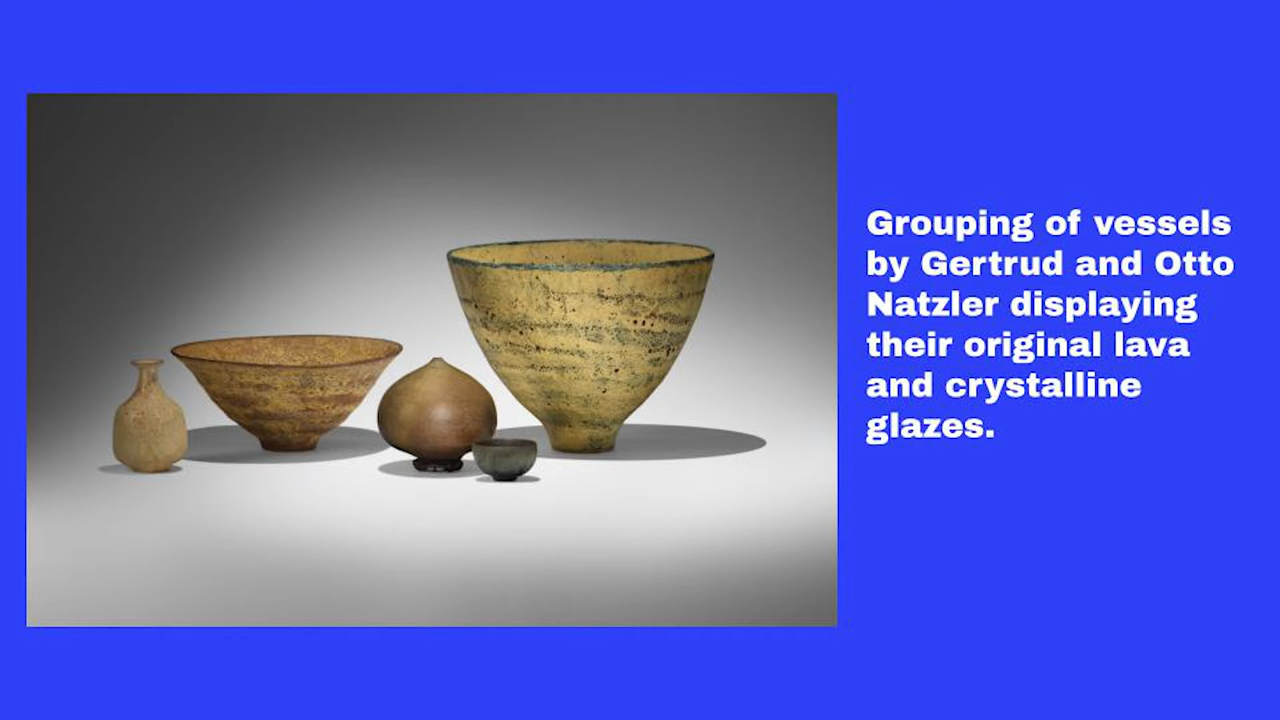 Grouping of vessels
by Gertrud and Otto
Natzler displaying
their original lava
and crystalline
glazes.